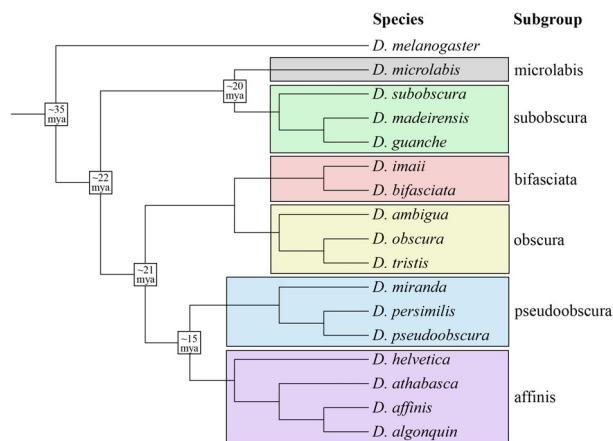 Species Subgroup
D. melanogaster
D. microlabis microlabis
~20
mya
D. subobscura
~35
mya
D. madeirensis subobscura
D. guanche
D. imaii
~22
mya
bifasciata
D. bifasciata
D. ambigua
D. obscura obscura
D. tristis
~21
mya
D. miranda
D. persimilis pseudoobscura
D. pseudoobscura
~15
mya
D. helvetica
D. athabasca
affinis
D. affinis
D. algonquin